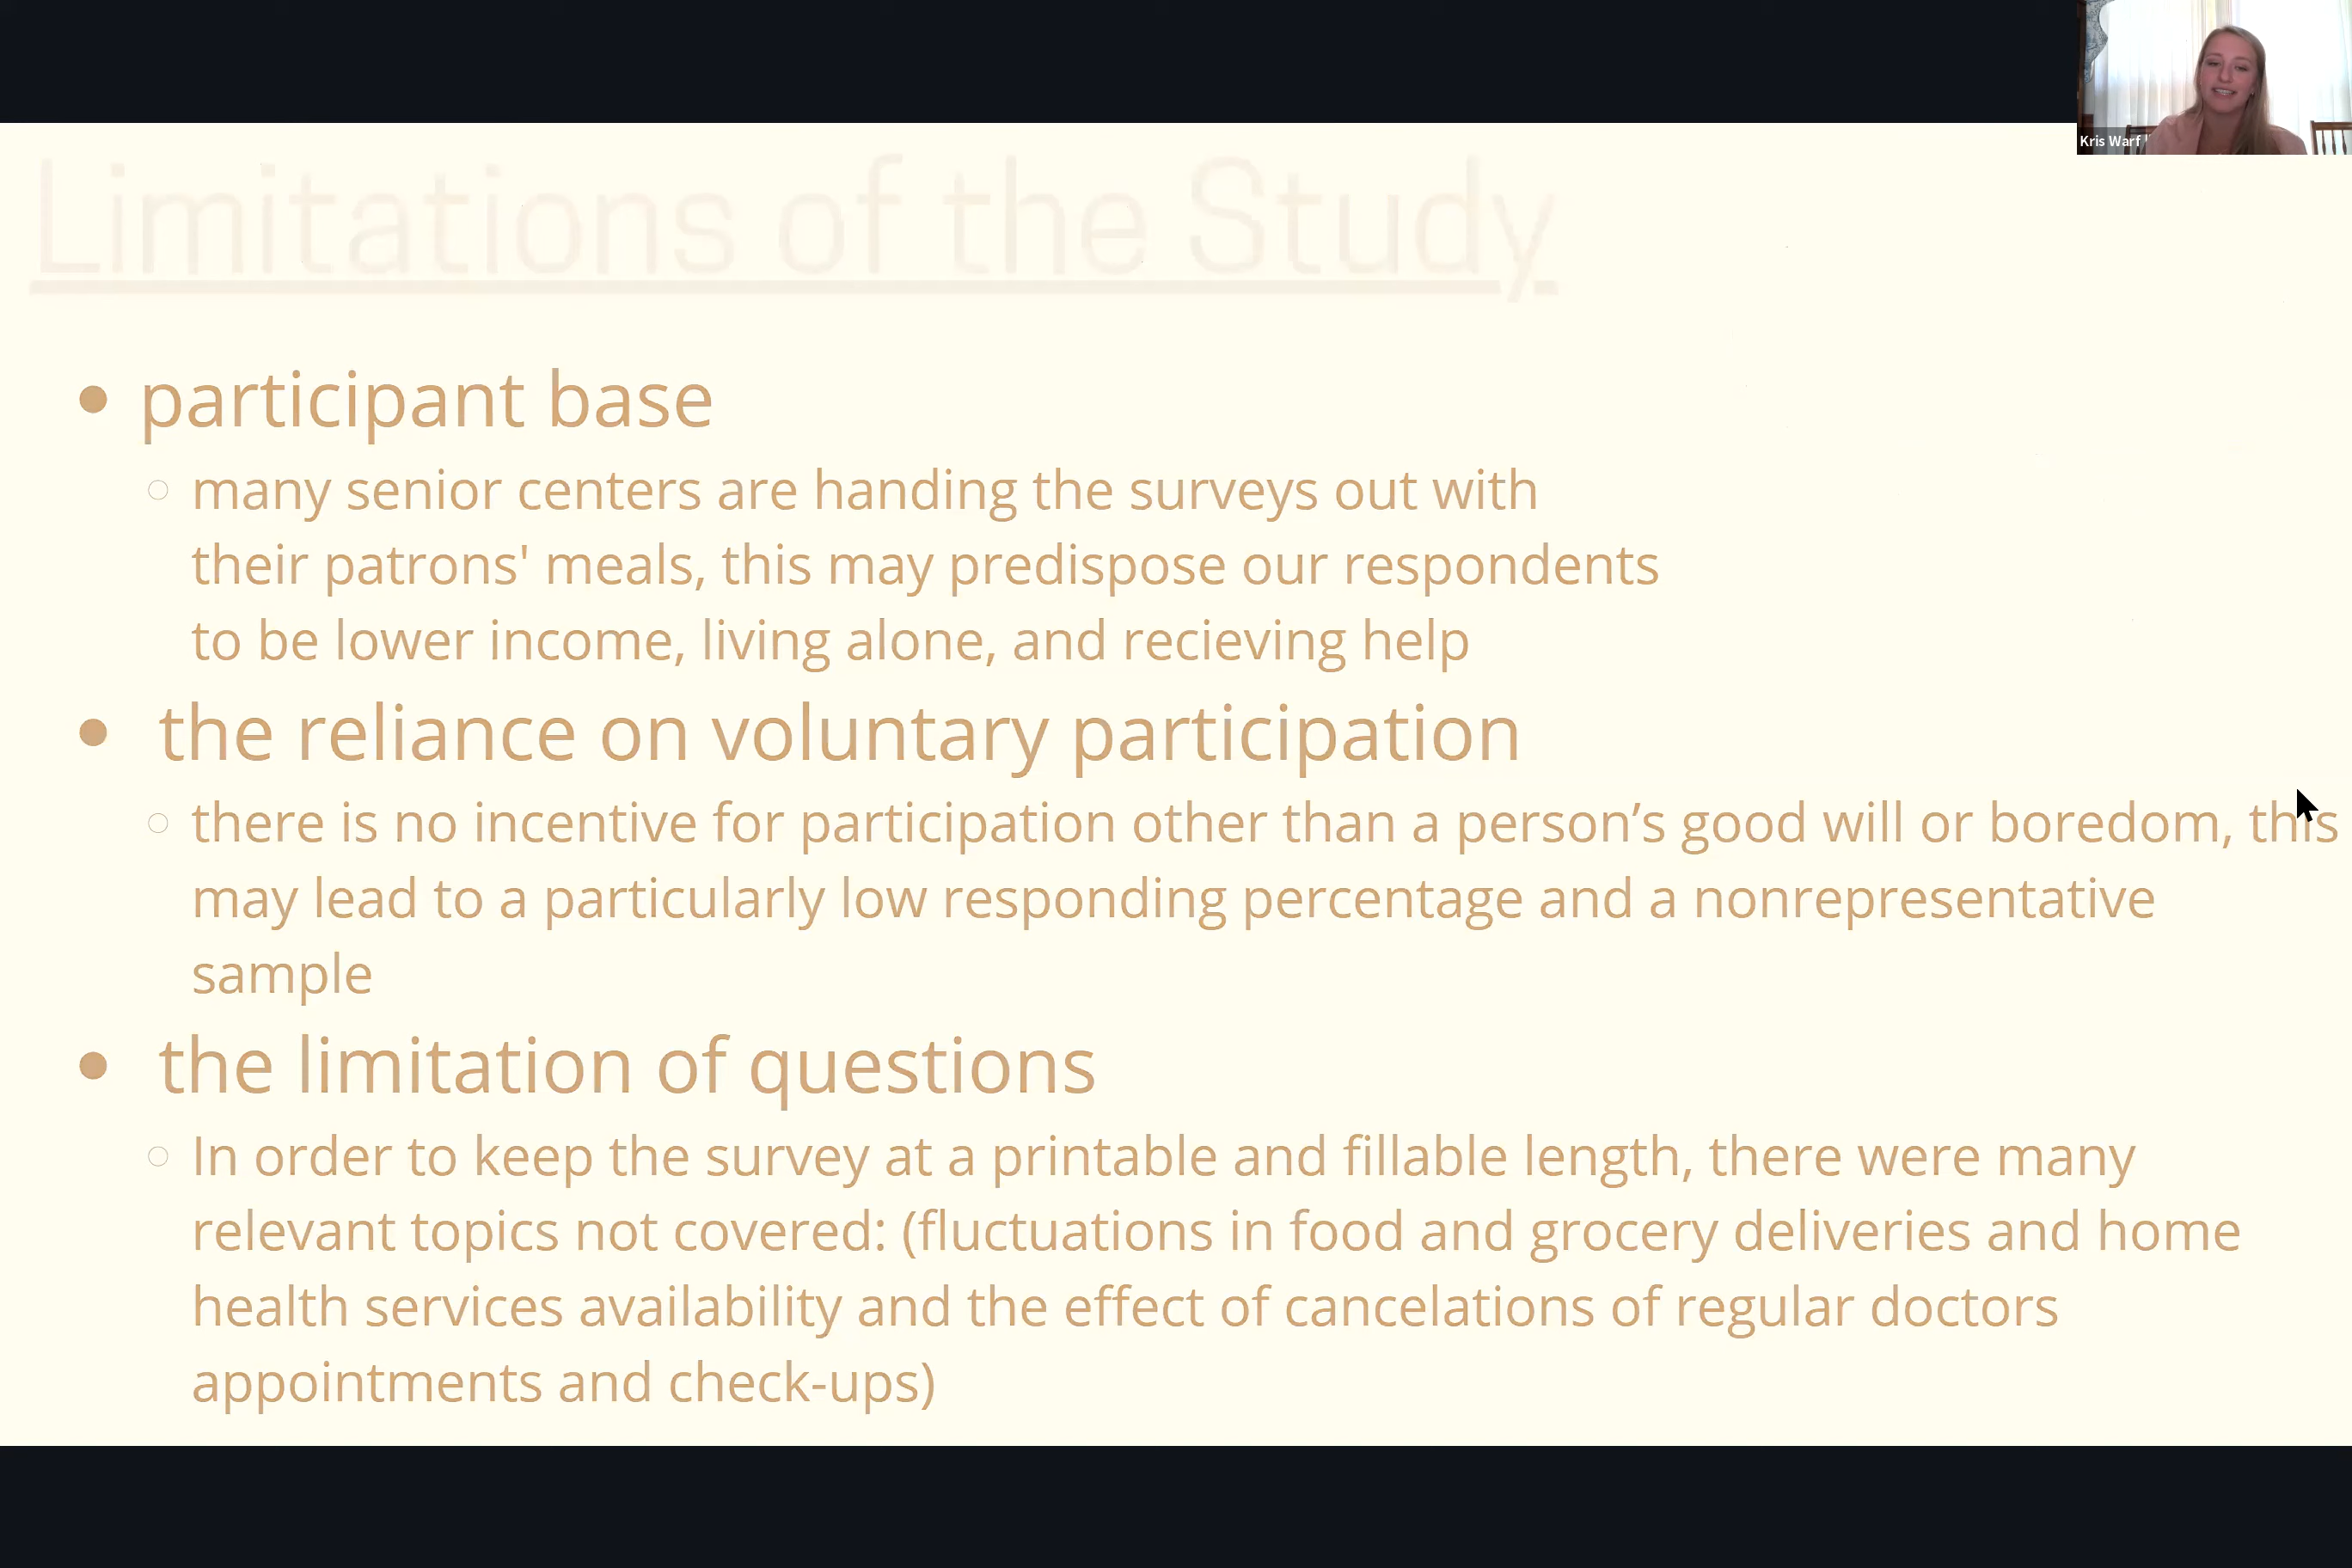 Kris Warf
Limitations of the Study
• participant base
○ many senior centers are handing the surveys out with
their patrons' meals, this may predispose our respondents
to be lower income, living alone, and recieving help
• the reliance on voluntary participation
○ there is no incentive for participation other than a person’s good will or boredom, this
may lead to a particularly low responding percentage and a nonrepresentative
sample
• the limitation of questions
○ In order to keep the survey at a printable and fillable length, there were many
relevant topics not covered: (fluctuations in food and grocery deliveries and home
health services availability and the effect of cancelations of regular doctors
appointments and check-ups)